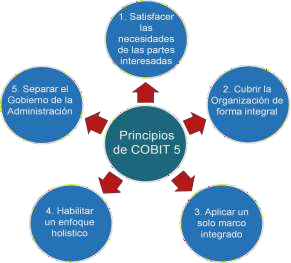 1. Satisfacer
las
necesidades
de las partes
interesadas
2. Cubrir la
Organización de
forma integral
3. Aplicar un
solo marco
integrado
4. Habilitar
un enfoque
holistico
5. Separar el
Gobierno de la
Administración
Principios
de COBIT 5